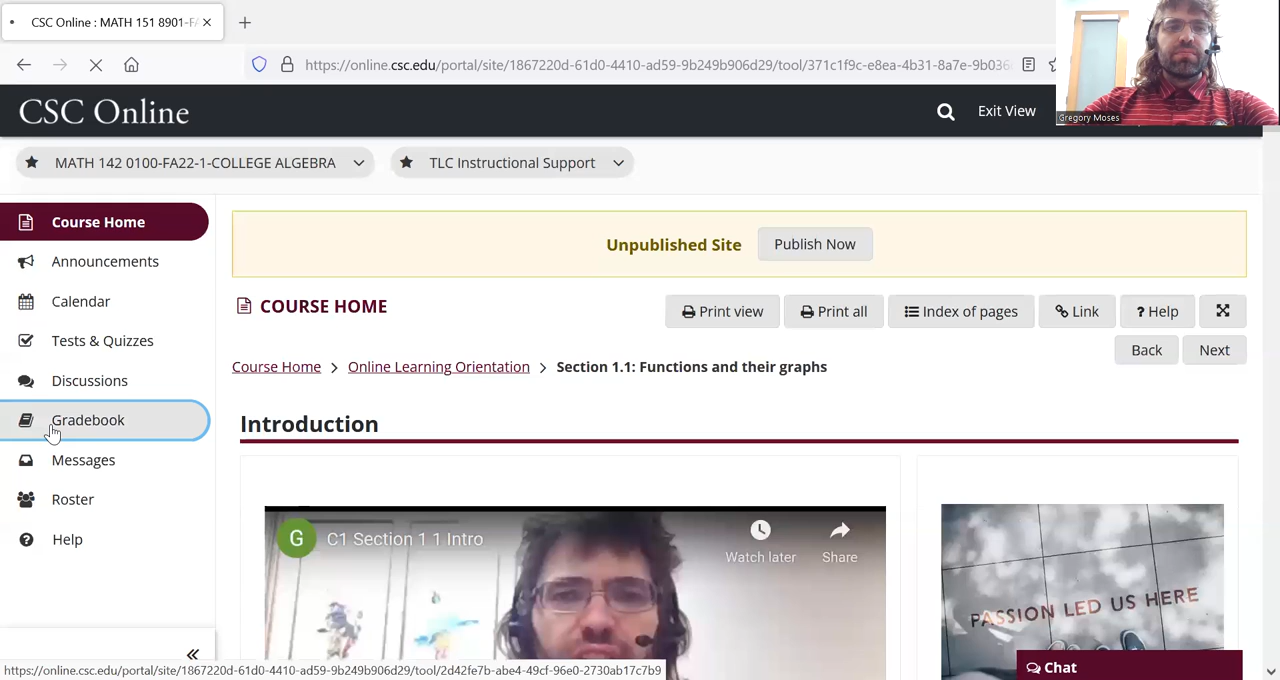 CSC Online : MATH 151 8901-F
https://online.csc.edu/portal/site/1867220d-61d0-4410-ad59-9b249b906d29/tool/371c1f9c-e8ea-4b31-8a7e-9b036
Gregory Moses
CSC Online
Exit View
MATH 142 0100-FA22-1-COLLEGE ALGEBRA
TLC Instructional Support
Course Home
Announcements
Calendar
Tests & Quizzes
Discussions
Gradebook
Messages
Roster
Help
Unpublished Site
Publish Now
COURSE HOME
Print view
Print all
Index of pages
Link
? Help
Back
Next
Course Home > Online Learning Orientation > Section 1.1: Functions and their graphs
Introduction
G
C1 Section 1 1 Intro
Watch later
Share
PASSION LED US HERE
Chat
https://online.csc.edu/portal/site/1867220d-61d0-4410-ad59-9b249b906d29/tool/2d42fe7b-abe4-49cf-96e0-2730ab17c7b9